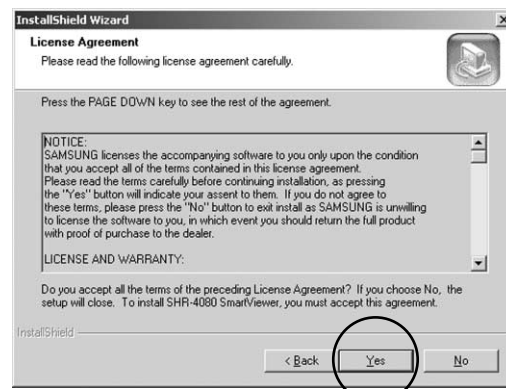 InstallShield Wizard
License Agreement
Please read the following license agreement carefully.
Press the PAGE DOWN key to see the rest of the agreement.
NOTICE:
SAMSUNG licenses the accompanying software to you only upon the condition
that you accept all of the terms contained in this license agreement.
Please read the terms carefully before continuing installation, as pressing
the "Yes" button will indicate your assent to them. If you do not agree to
these terms, please press the "No" button to exit install as SAMSUNG is unwilling
to license the software to you, in which event you should return the full product
with proof of purchase to the dealer.
LICENSE AND WARRANTY:
Do you accept all the terms of the preceding License Agreement? If you choose No, the
setup will close. To install SHR-4080 SmartViewer, you must accept this agreement.
InstallShield
< Back Yes No